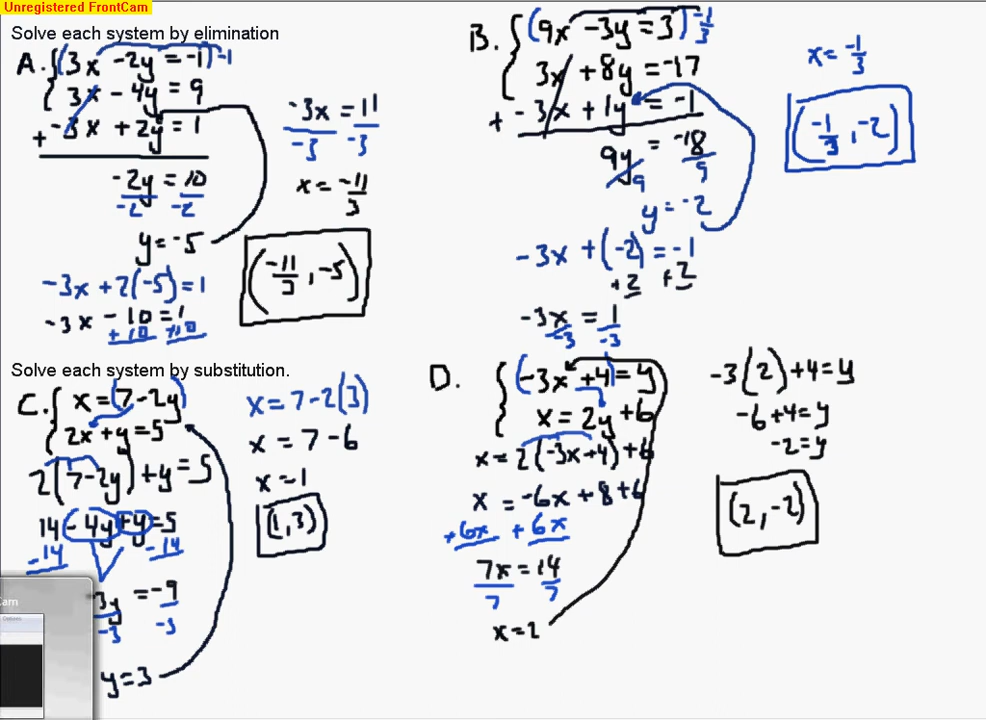 Unregistered FrontCam
Solve each system by elimination
A. { (3x - 2y = -1) -1
3x - 4y = 9
+ -3x + 2y = 1
-2y = 10
-2 -2
y = -5
-3x + 2(-5) = 1
-3x - 10 = 1
+10 +10
-3x = 11
-3 -3
x = -11/3
(-11/3, -5)
B. { (9x - 3y = 3) -1/3
3x + 8y = -17
+ -3x + 1y = -1
9y = -18
9 9
y = -2
-3x + (-2) = -1
+2 +2
-3x = 1
-3 -3
x = -1/3
(-1/3, -2)
Solve each system by substitution.
C. { x = (7 - 2y)
2x + y = 5
2(7 - 2y) + y = 5
14 - 4y + y = 5
-14 -14
3y = -9
-3 -3
y = 3
x = 7 - 2(3)
x = 7 - 6
x = 1
(1, 3)
D. { (-3x + 4) = y
x = 2y + 6
x = 2(-3x + 4) + 6
x = -6x + 8 + 6
+6x +6x
7x = 14
7 7
x = 2
-3(2) + 4 = y
-6 + 4 = y
-2 = y
(2, -2)
Cam